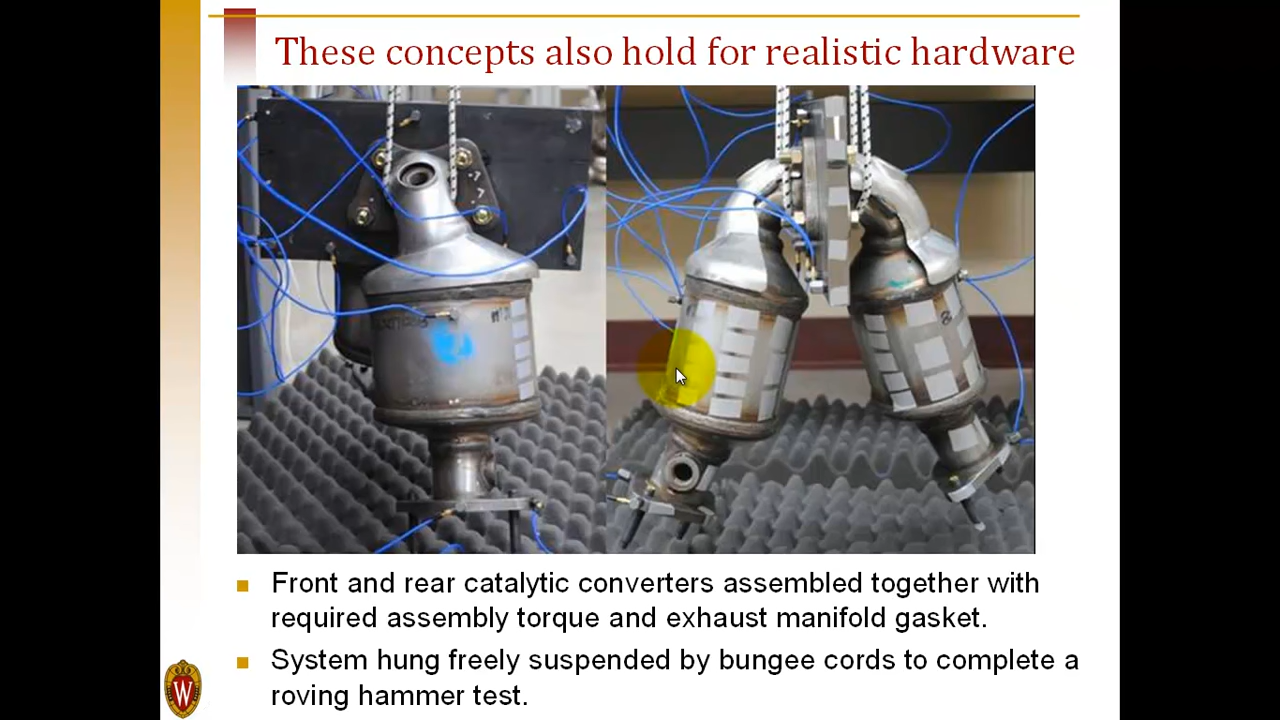 These concepts also hold for realistic hardware
Front and rear catalytic converters assembled together with
required assembly torque and exhaust manifold gasket.
System hung freely suspended by bungee cords to complete a
roving hammer test.
W